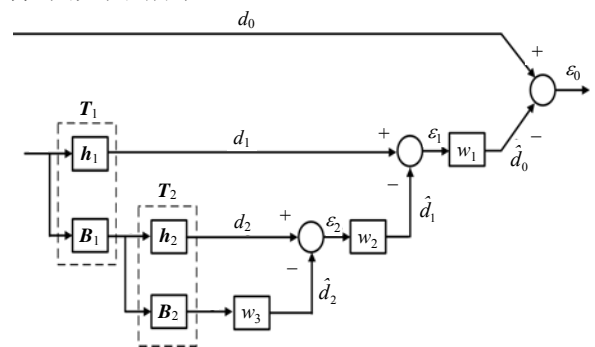 d₀
+
ε₀
T₁
d₁
+
ε₁
h₁
w₁
−
d̂₀
T₂
−
B₁
d₂
+
ε₂
d̂₁
h₂
w₂
−
d̂₂
B₂
w₃